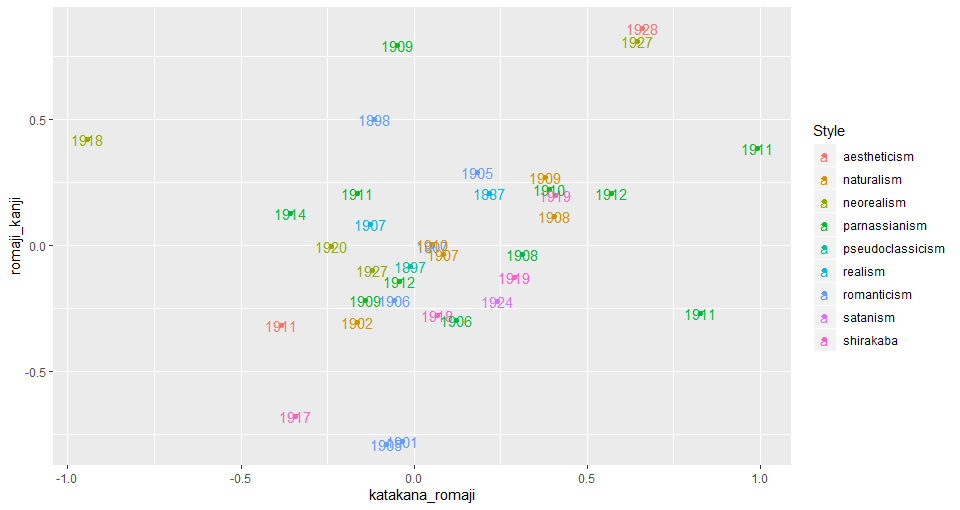 1928
1927
1909
0.5
1898
1918
1911
1905
1909
1910
1887
1919
1912
1911
1908
1914
1907
0.0
1920
1907
1908
1897
1927
1919
1912
1909
1906
1924
1918
1906
1911
1902
1911
-0.5
1917
1901
-1.0 -0.5 0.0 0.5 1.0
katakana_romaji
romaji_kanji
Style
a aestheticism
a naturalism
a neorealism
a parnassianism
a pseudoclassicism
a realism
a romanticism
a satanism
a shirakaba